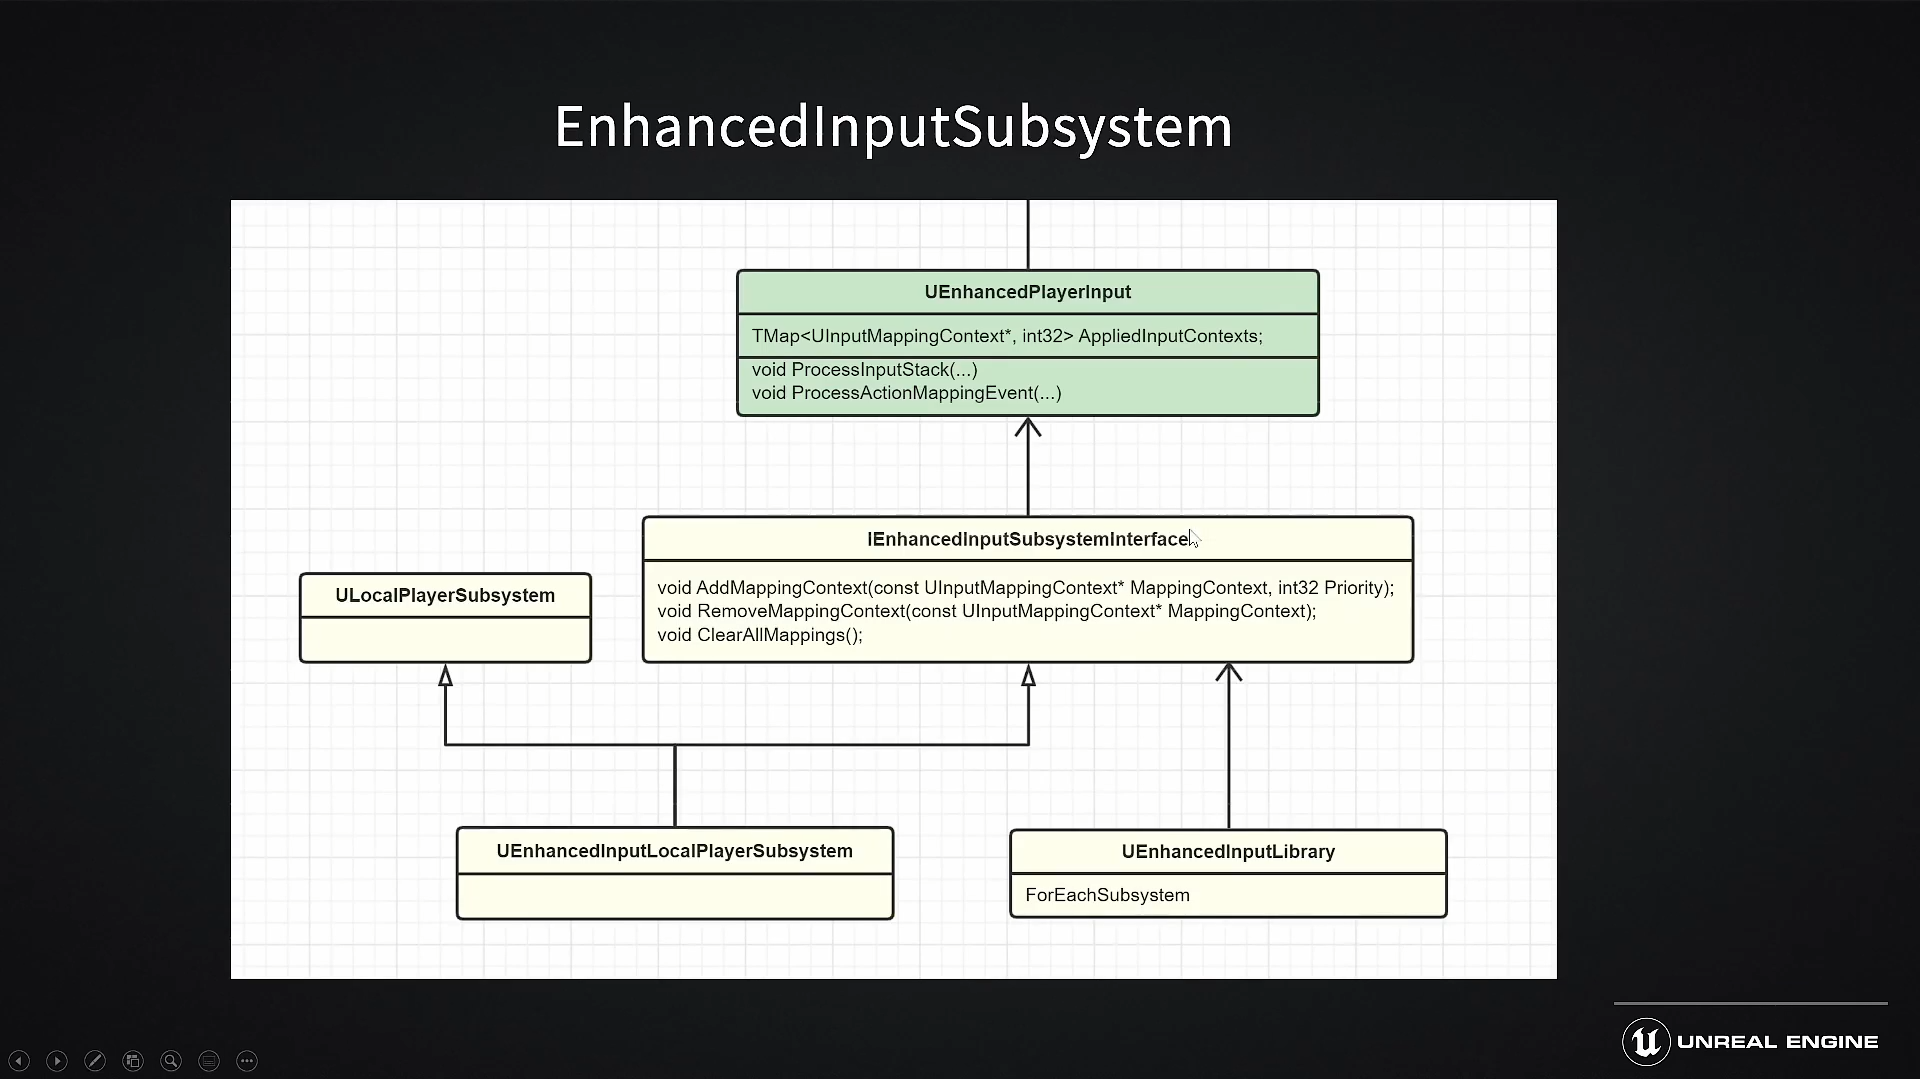 EnhancedInputSubsystem
UEnhancedPlayerInput
TMap<UInputMappingContext*, int32> AppliedInputContexts;
void ProcessInputStack(...)
void ProcessActionMappingEvent(...)
IEnhancedInputSubsystemInterface
void AddMappingContext(const UInputMappingContext* MappingContext, int32 Priority);
void RemoveMappingContext(const UInputMappingContext* MappingContext);
void ClearAllMappings();
ULocalPlayerSubsystem
UEnhancedInputLocalPlayerSubsystem
UEnhancedInputLibrary
ForEachSubsystem
UNREAL ENGINE